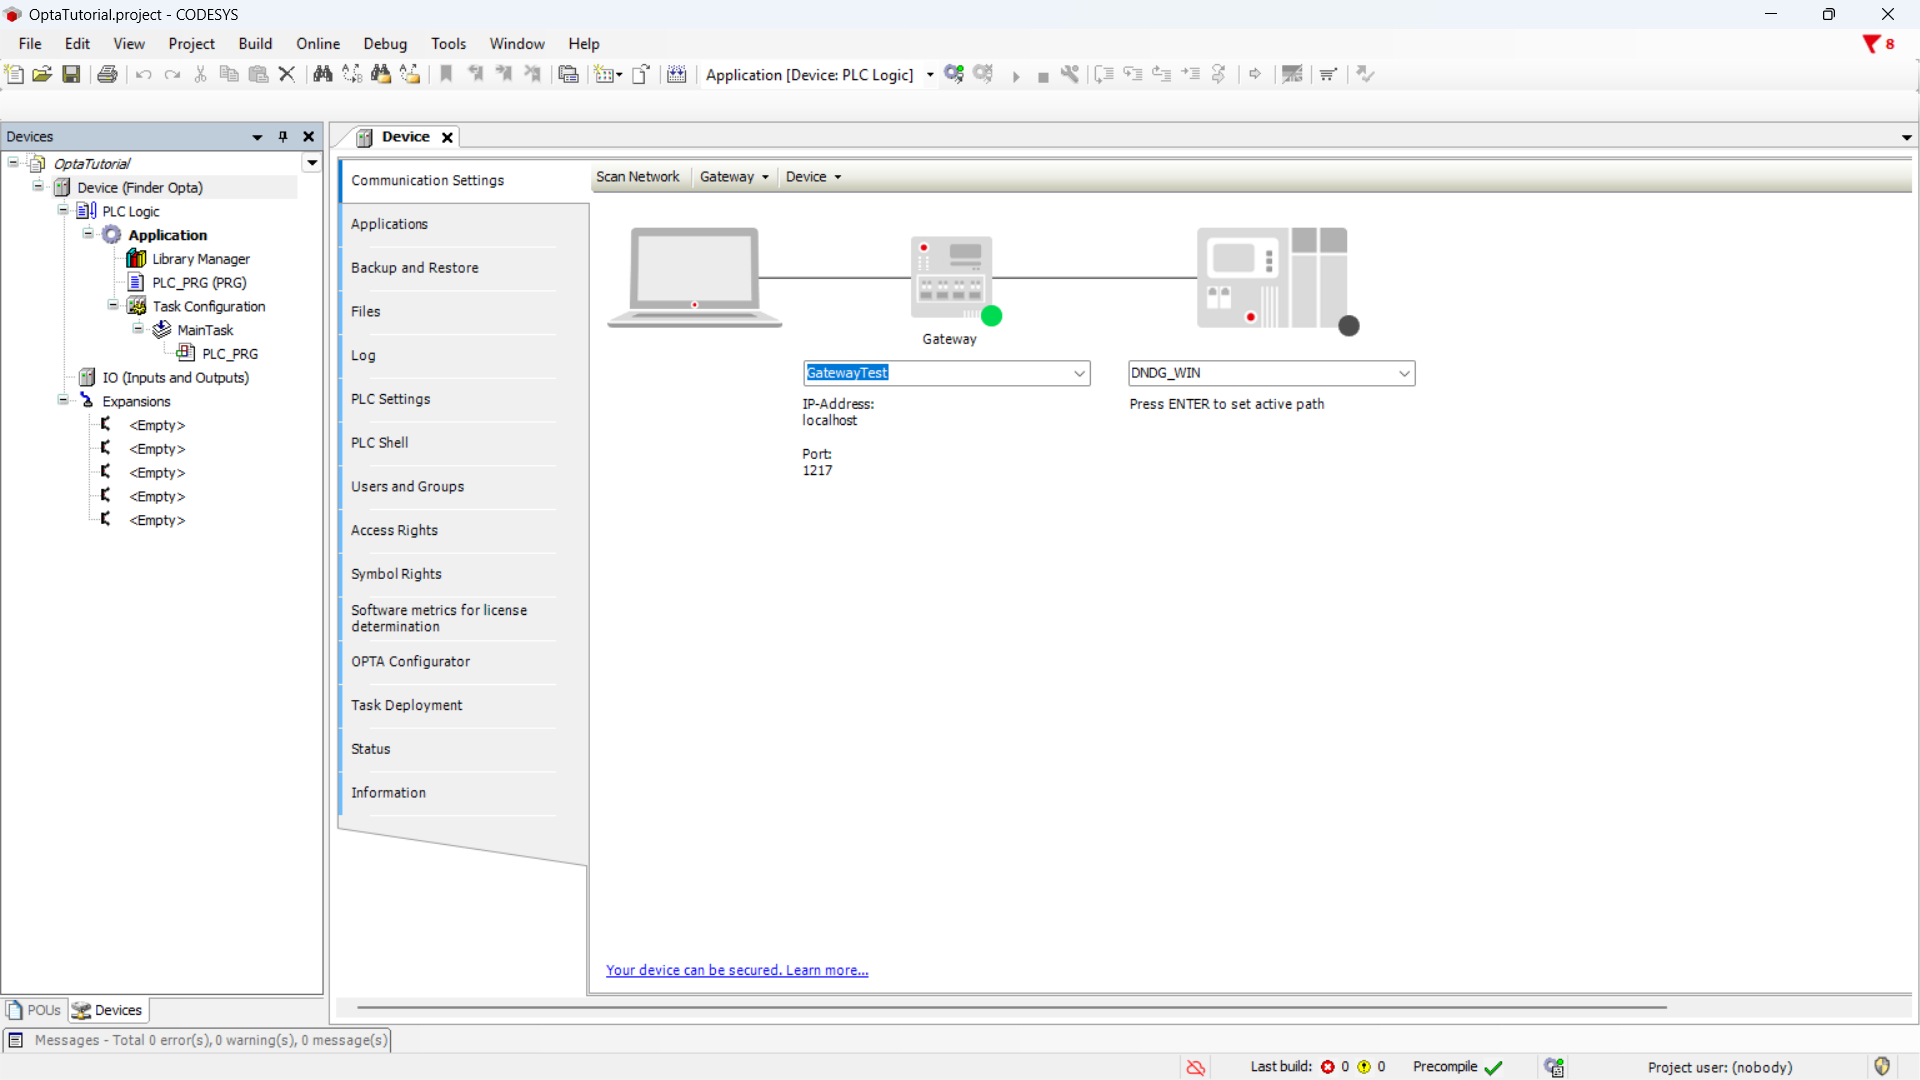 OptaTutorial.project - CODESYS
File Edit View Project Build Online Debug Tools Window Help
8
Application [Device: PLC Logic]
Devices
OptaTutorial
Device (Finder Opta)
PLC Logic
Application
Library Manager
PLC_PRG (PRG)
Task Configuration
MainTask
PLC_PRG
IO (Inputs and Outputs)
Expansions
<Empty>
<Empty>
<Empty>
<Empty>
<Empty>
POUs Devices
Device
Communication Settings
Applications
Backup and Restore
Files
Log
PLC Settings
PLC Shell
Users and Groups
Access Rights
Symbol Rights
Software metrics for license
determination
OPTA Configurator
Task Deployment
Status
Information
Scan Network Gateway Device
Gateway
GatewayTest
IP-Address:
localhost
Port:
1217
DNDG_WIN
Press ENTER to set active path
Your device can be secured. Learn more...
Messages - Total 0 error(s), 0 warning(s), 0 message(s)
Last build: 0 0 Precompile Project user: (nobody)